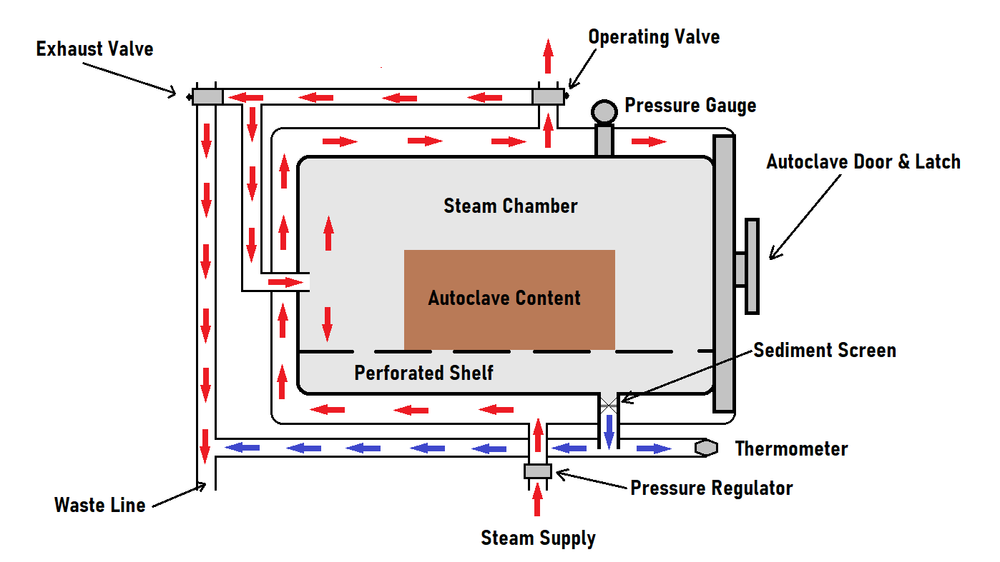 Operating Valve
Exhaust Valve
Pressure Gauge
Autoclave Door & Latch
Steam Chamber
Autoclave Content
Sediment Screen
Perforated Shelf
Thermometer
Pressure Regulator
Waste Line
Steam Supply